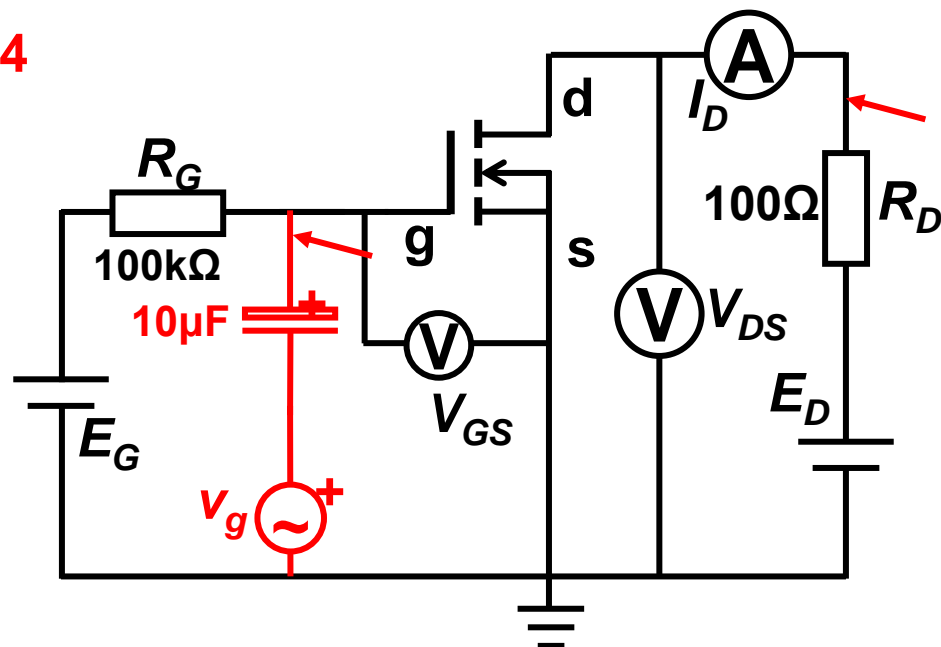 4
A
I_D
d
R_G
100Ω
R_D
g
s
100kΩ
+
10μF
V
V_DS
V
E_D
V_GS
E_G
+
v_g
~